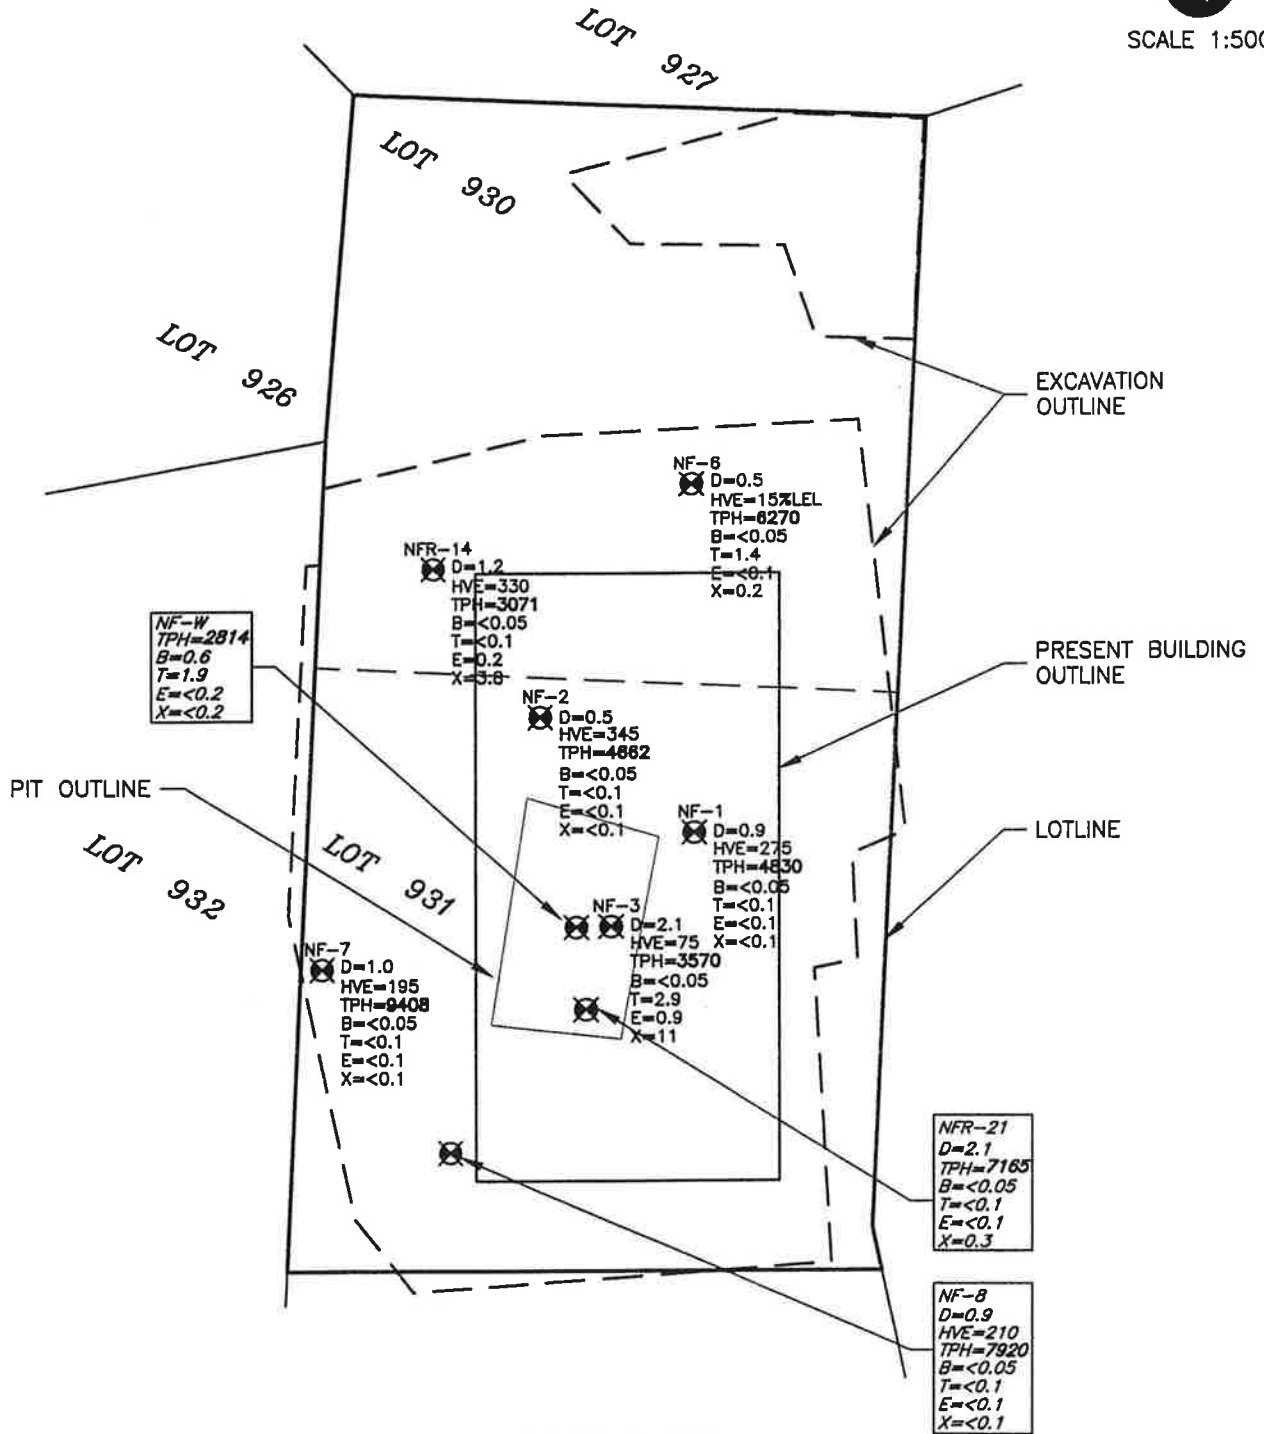 SCALE 1:500
LOT 927
LOT 930
LOT 926
EXCAVATION
OUTLINE
NF-6
D=0.5
HVE=15%LEL
TPH=6270
B=<0.05
T=1.4
E=<0.1
X=0.2
NFR-14
D=1.2
HVE=330
TPH=3071
B=<0.05
T=<0.1
E=0.2
X=3.8
NF-W
TPH=2814
B=0.6
T=1.9
E=<0.2
X=<0.2
PRESENT BUILDING
OUTLINE
NF-2
D=0.5
HVE=345
TPH=4662
B=<0.05
T=<0.1
E=<0.1
X=<0.1
PIT OUTLINE
NF-1
D=0.9
HVE=275
TPH=4830
B=<0.05
T=<0.1
E=<0.1
X=<0.1
LOTLINE
LOT 932
LOT 931
NF-3
D=2.1
HVE=75
TPH=3570
B=<0.05
T=2.9
E=0.9
X=11
NF-7
D=1.0
HVE=195
TPH=9408
B=<0.05
T=<0.1
E=<0.1
X=<0.1
NFR-21
D=2.1
TPH=7165
B=<0.05
T=<0.1
E=<0.1
X=0.3
NF-8
D=0.9
HVE=210
TPH=7920
B=<0.05
T=<0.1
E=<0.1
X=<0.1